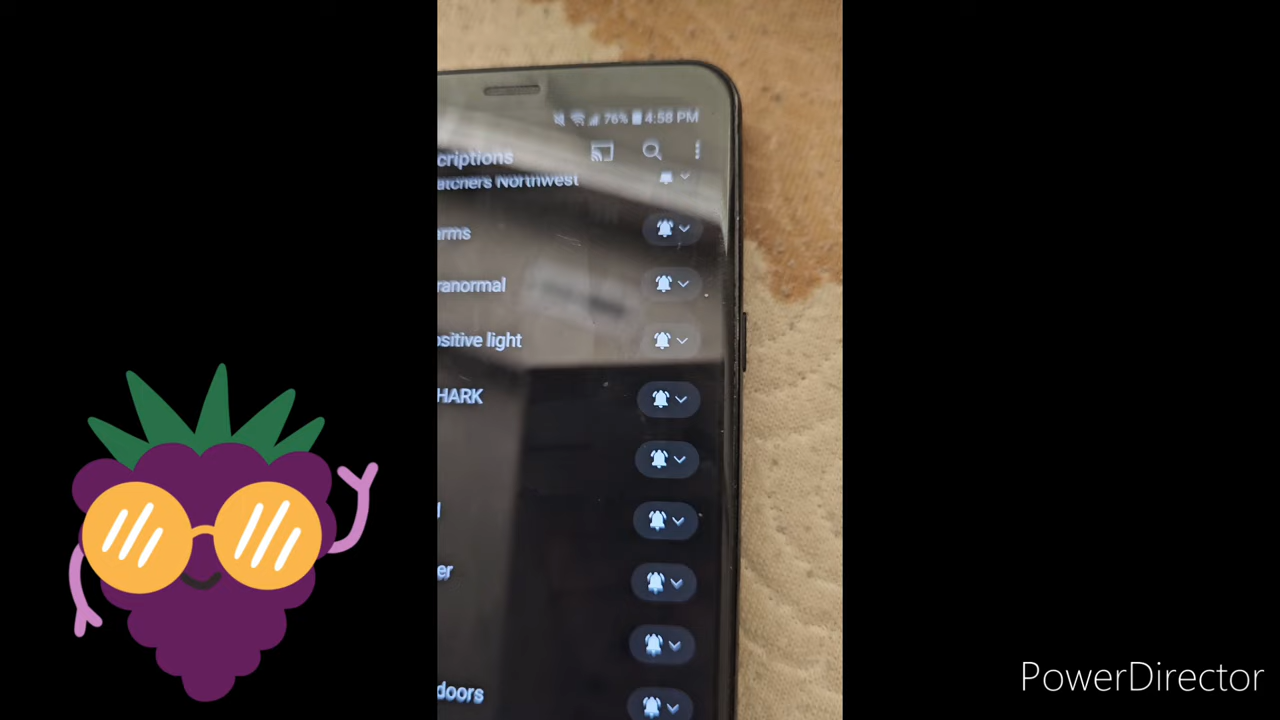 76% 4:58 PM
criptions
atchers Northwest
arms
ranormal
ositive light
HARK
er
doors
PowerDirector